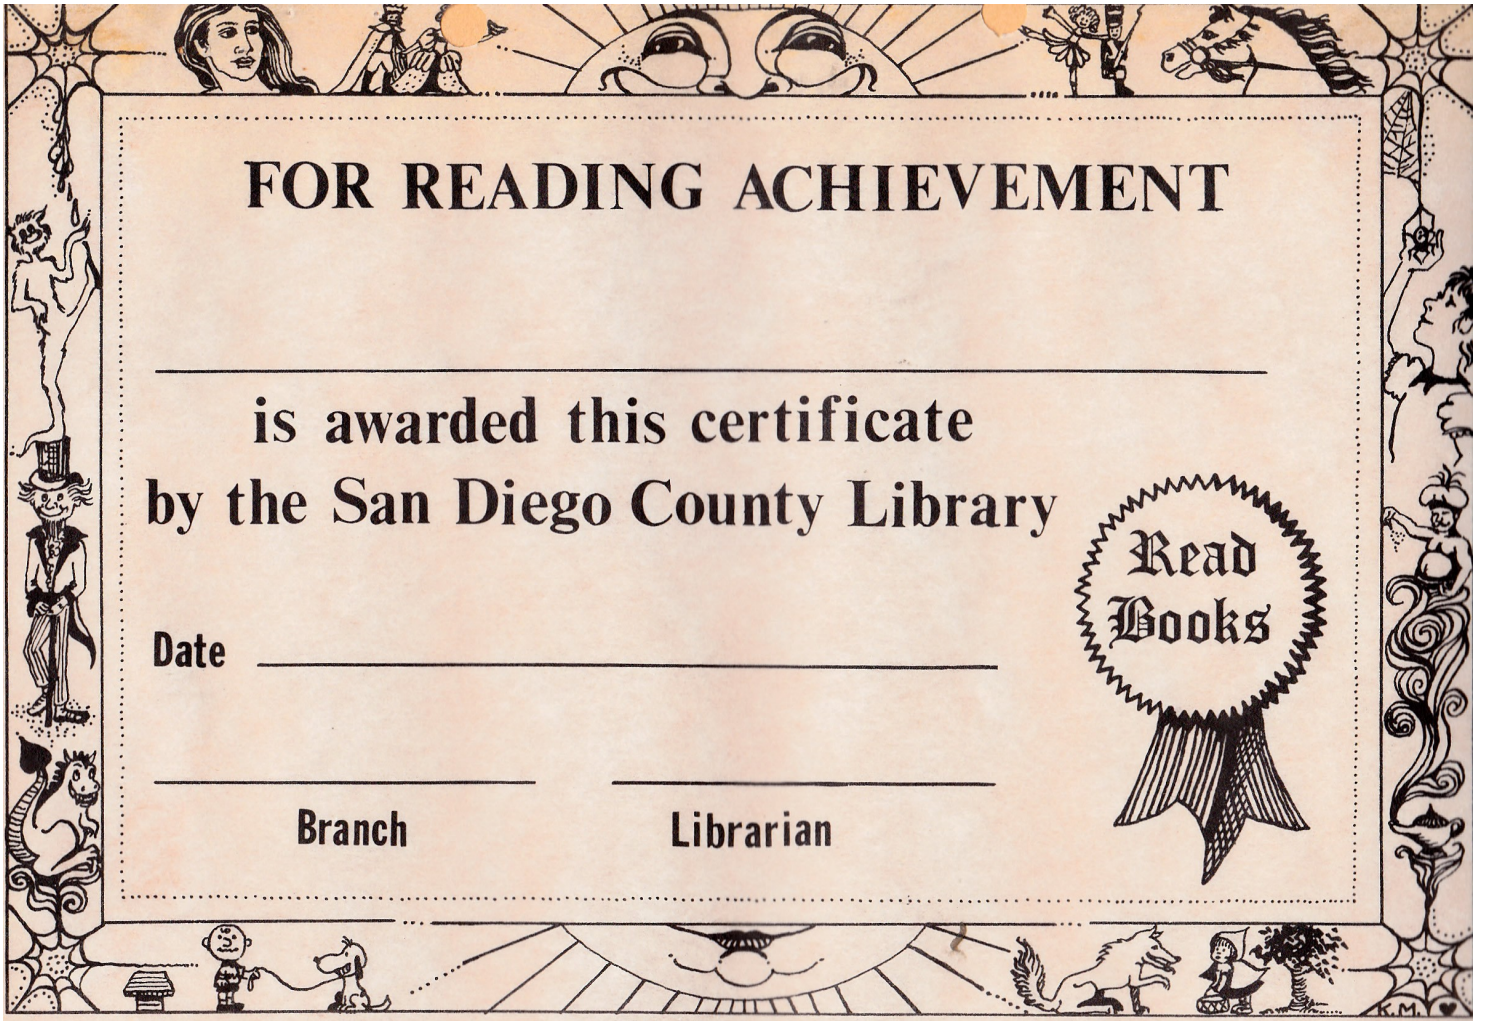 FOR READING ACHIEVEMENT
is awarded this certificate
by the San Diego County Library
Read
Books
Date
Branch
Librarian
K.M.